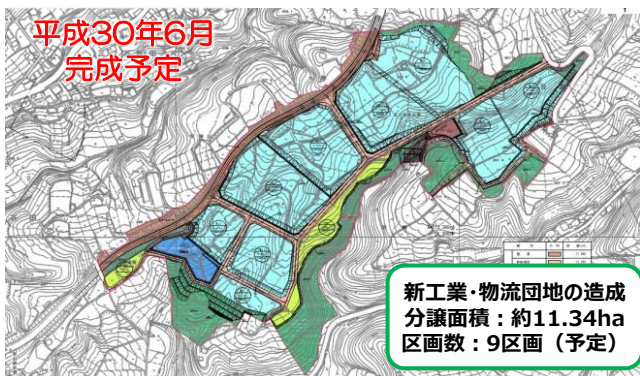 平成30年6月
完成予定
新工業・物流団地の造成
分譲面積：約11.34ha
区画数：9区画（予定）